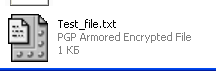 Test_file.txt
PGP Armored Encrypted File
1 КБ